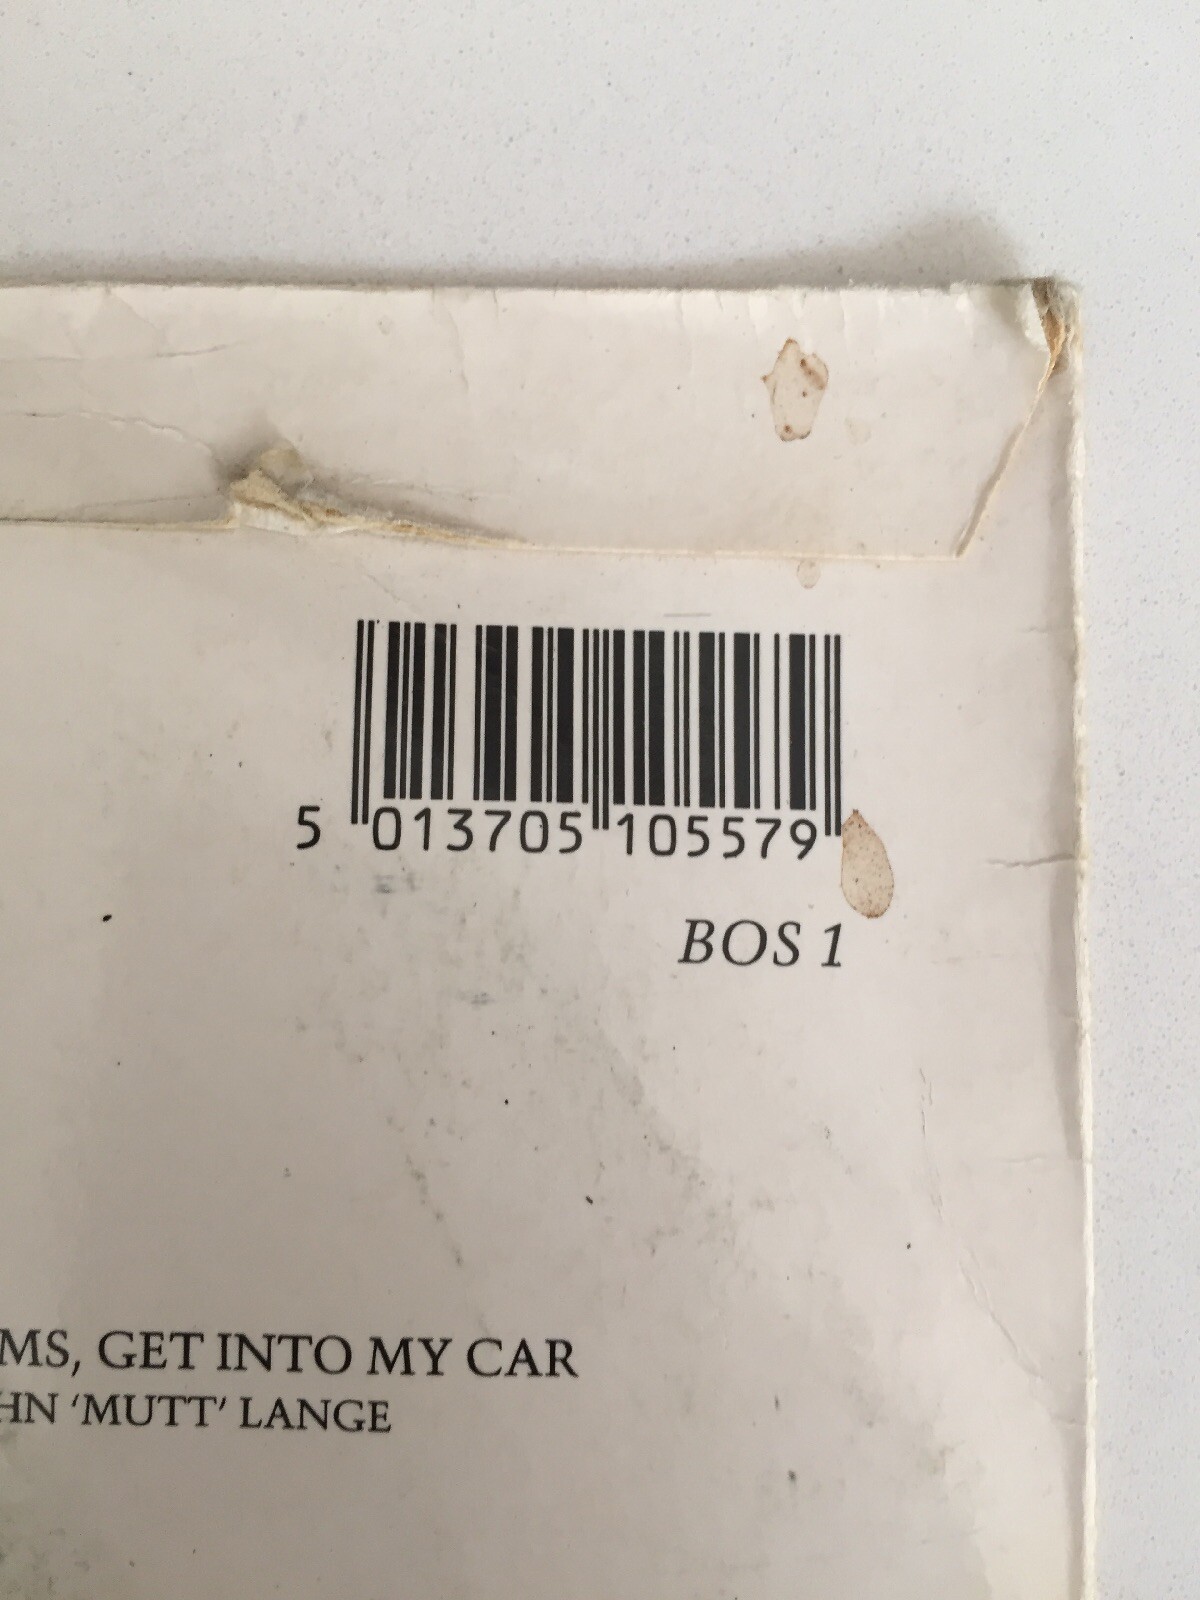 5 013705 105579
BOS 1
MS, GET INTO MY CAR
HN ‘MUTT’ LANGE